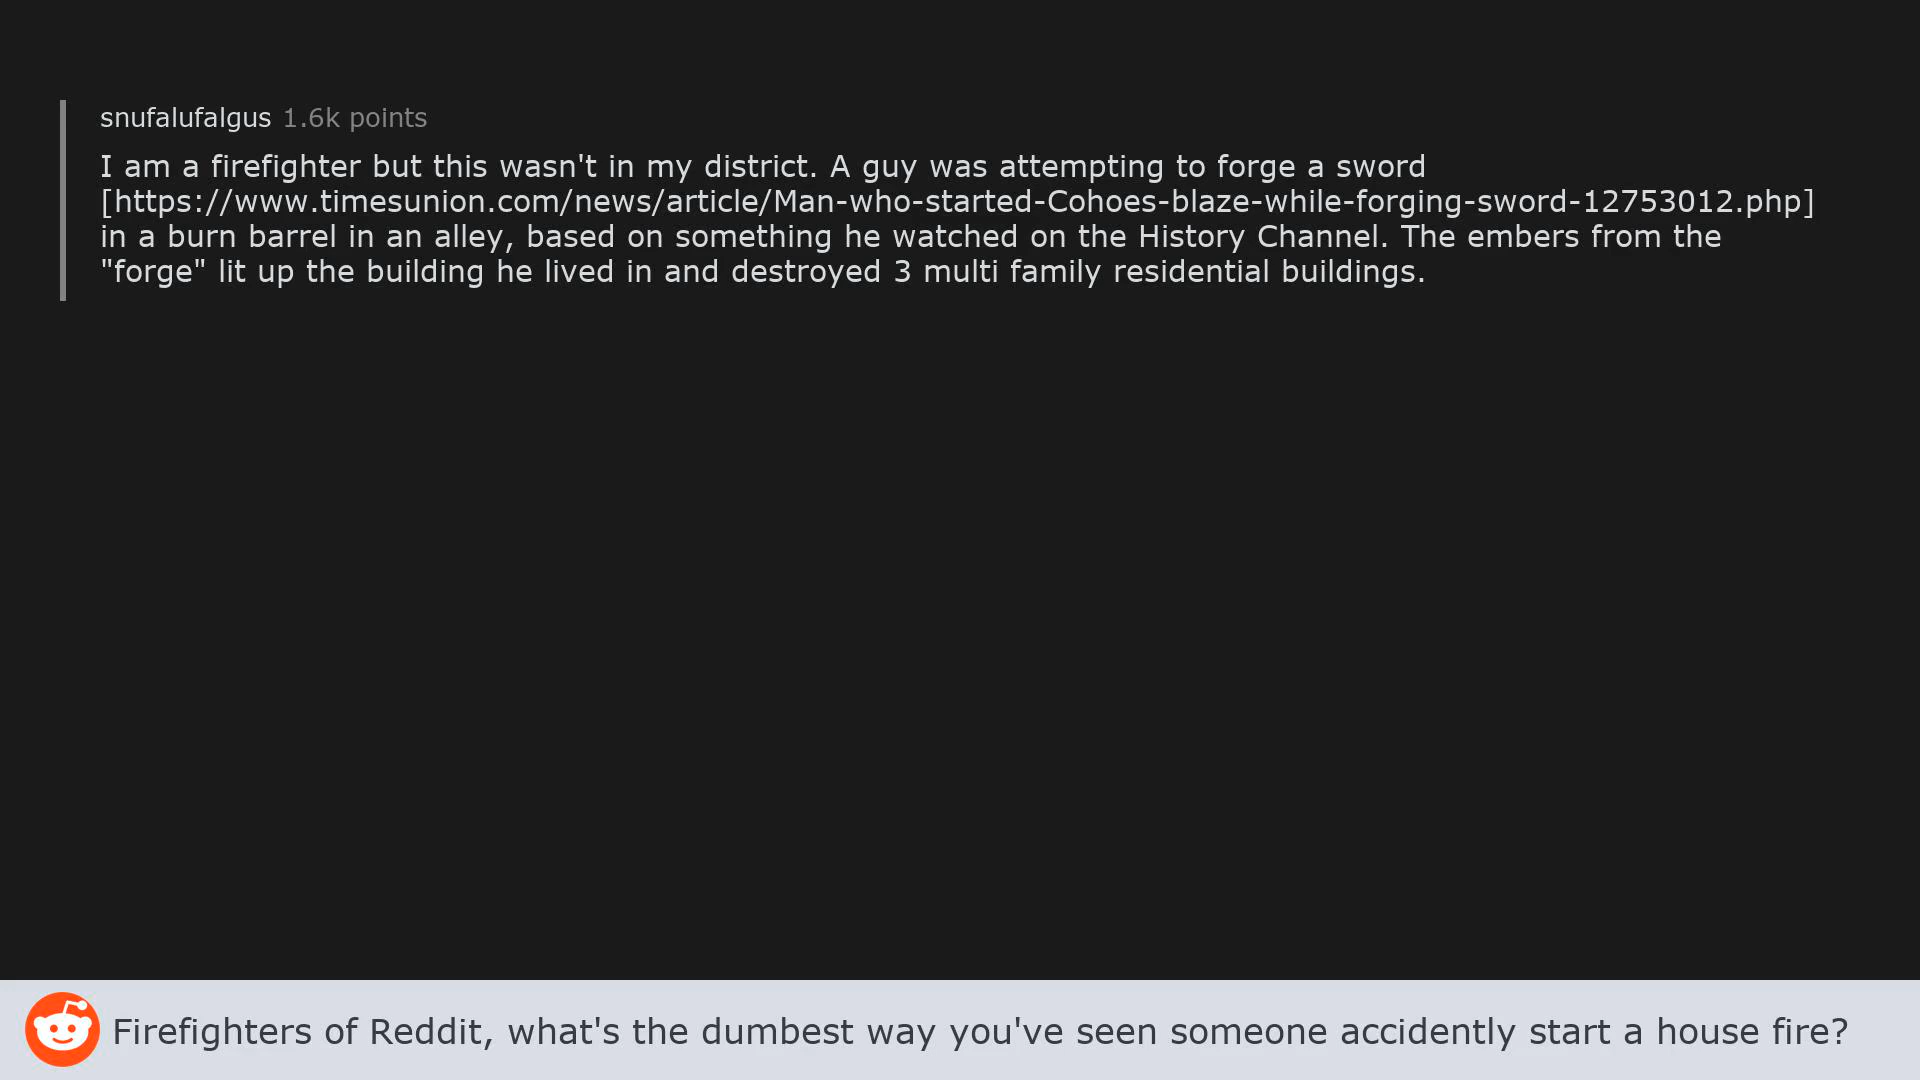 snufalufalgus 1.6k points
I am a firefighter but this wasn't in my district. A guy was attempting to forge a sword
[https://www.timesunion.com/news/article/Man-who-started-Cohoes-blaze-while-forging-sword-12753012.php]
in a burn barrel in an alley, based on something he watched on the History Channel. The embers from the
"forge" lit up the building he lived in and destroyed 3 multi family residential buildings.
Firefighters of Reddit, what's the dumbest way you've seen someone accidently start a house fire?